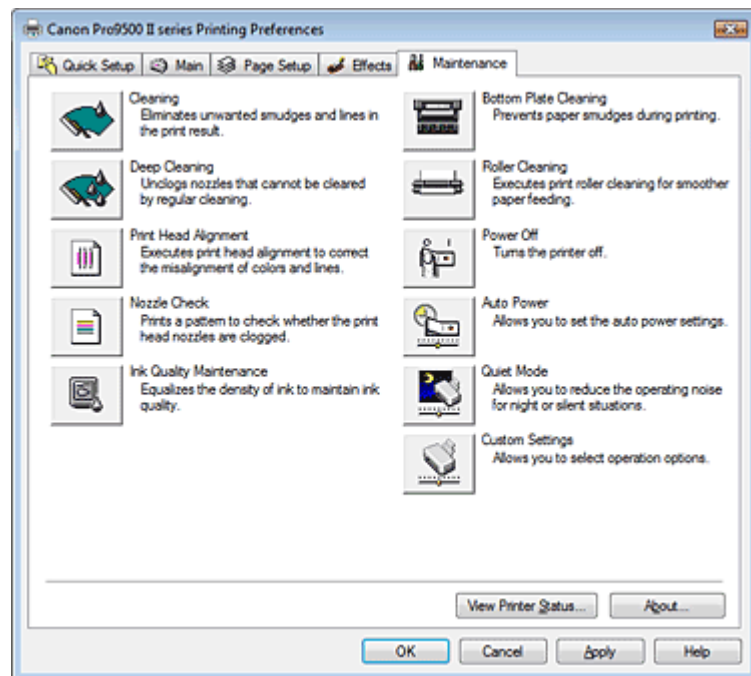 Canon Pro9500 II series Printing Preferences
Quick Setup
Main
Page Setup
Effects
Maintenance
Cleaning
Eliminates unwanted smudges and lines in
the print result.
Deep Cleaning
Unclogs nozzles that cannot be cleared
by regular cleaning.
Print Head Alignment
Executes print head alignment to correct
the misalignment of colors and lines.
Nozzle Check
Prints a pattern to check whether the print
head nozzles are clogged.
Ink Quality Maintenance
Equalizes the density of ink to maintain ink
quality.
Bottom Plate Cleaning
Prevents paper smudges during printing.
Roller Cleaning
Executes print roller cleaning for smoother
paper feeding.
Power Off
Turns the printer off.
Auto Power
Allows you to set the auto power settings.
Quiet Mode
Allows you to reduce the operating noise
for night or silent situations.
Custom Settings
Allows you to select operation options.
View Printer Status...
About...
OK
Cancel
Apply
Help